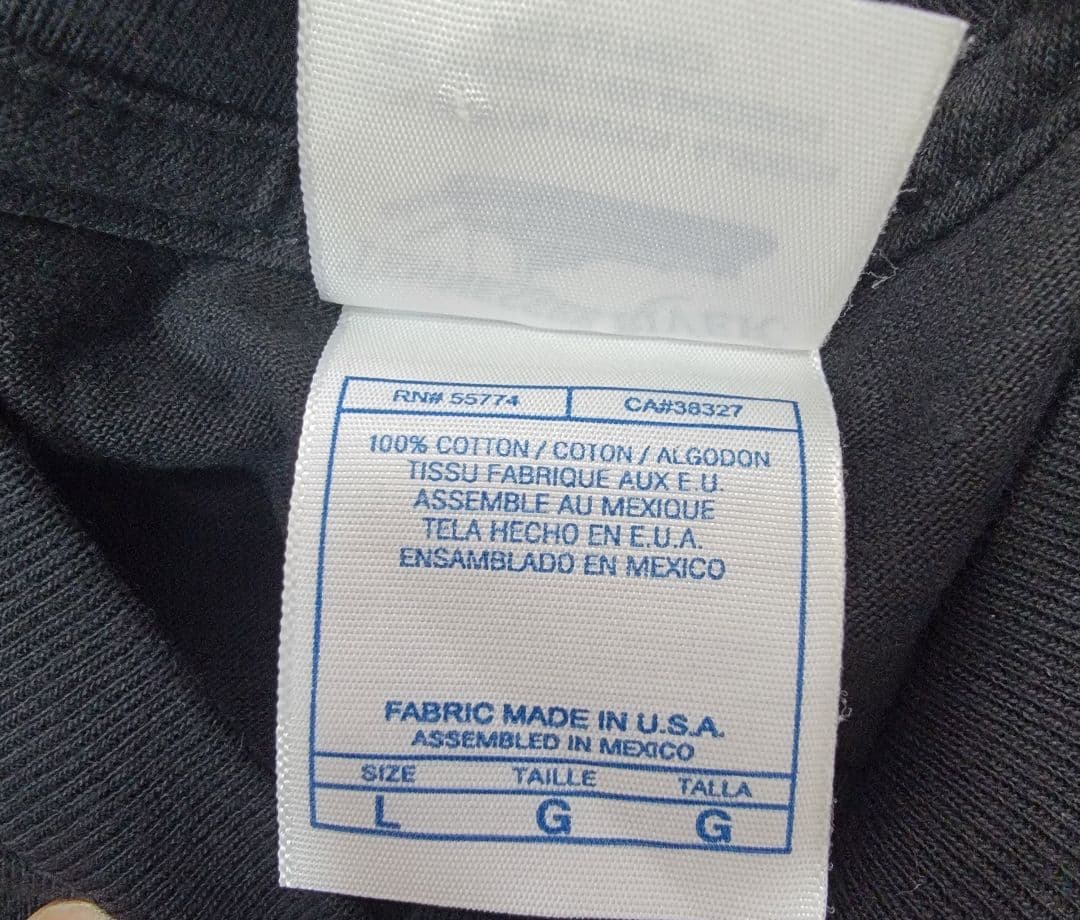 RN# 55774 CA#38327
100% COTTON / COTON / ALGODON
TISSU FABRIQUE AUX E.U.
ASSEMBLE AU MEXIQUE
TELA HECHO EN E.U.A.
ENSAMBLADO EN MEXICO
FABRIC MADE IN U.S.A.
ASSEMBLED IN MEXICO
SIZE TAILLE TALLA
L G G